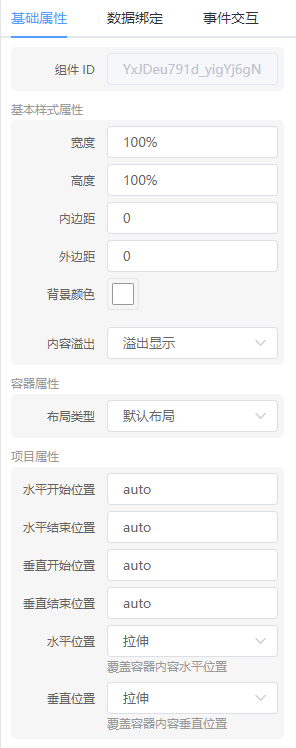 基础属性 数据绑定 事件交互
组件 ID YxJDeu791d_yigYj6gN
基本样式属性
宽度 100%
高度 100%
内边距 0
外边距 0
背景颜色
内容溢出 溢出显示
容器属性
布局类型 默认布局
项目属性
水平开始位置 auto
水平结束位置 auto
垂直开始位置 auto
垂直结束位置 auto
水平位置 拉伸
覆盖容器内容水平位置
垂直位置 拉伸
覆盖容器内容垂直位置